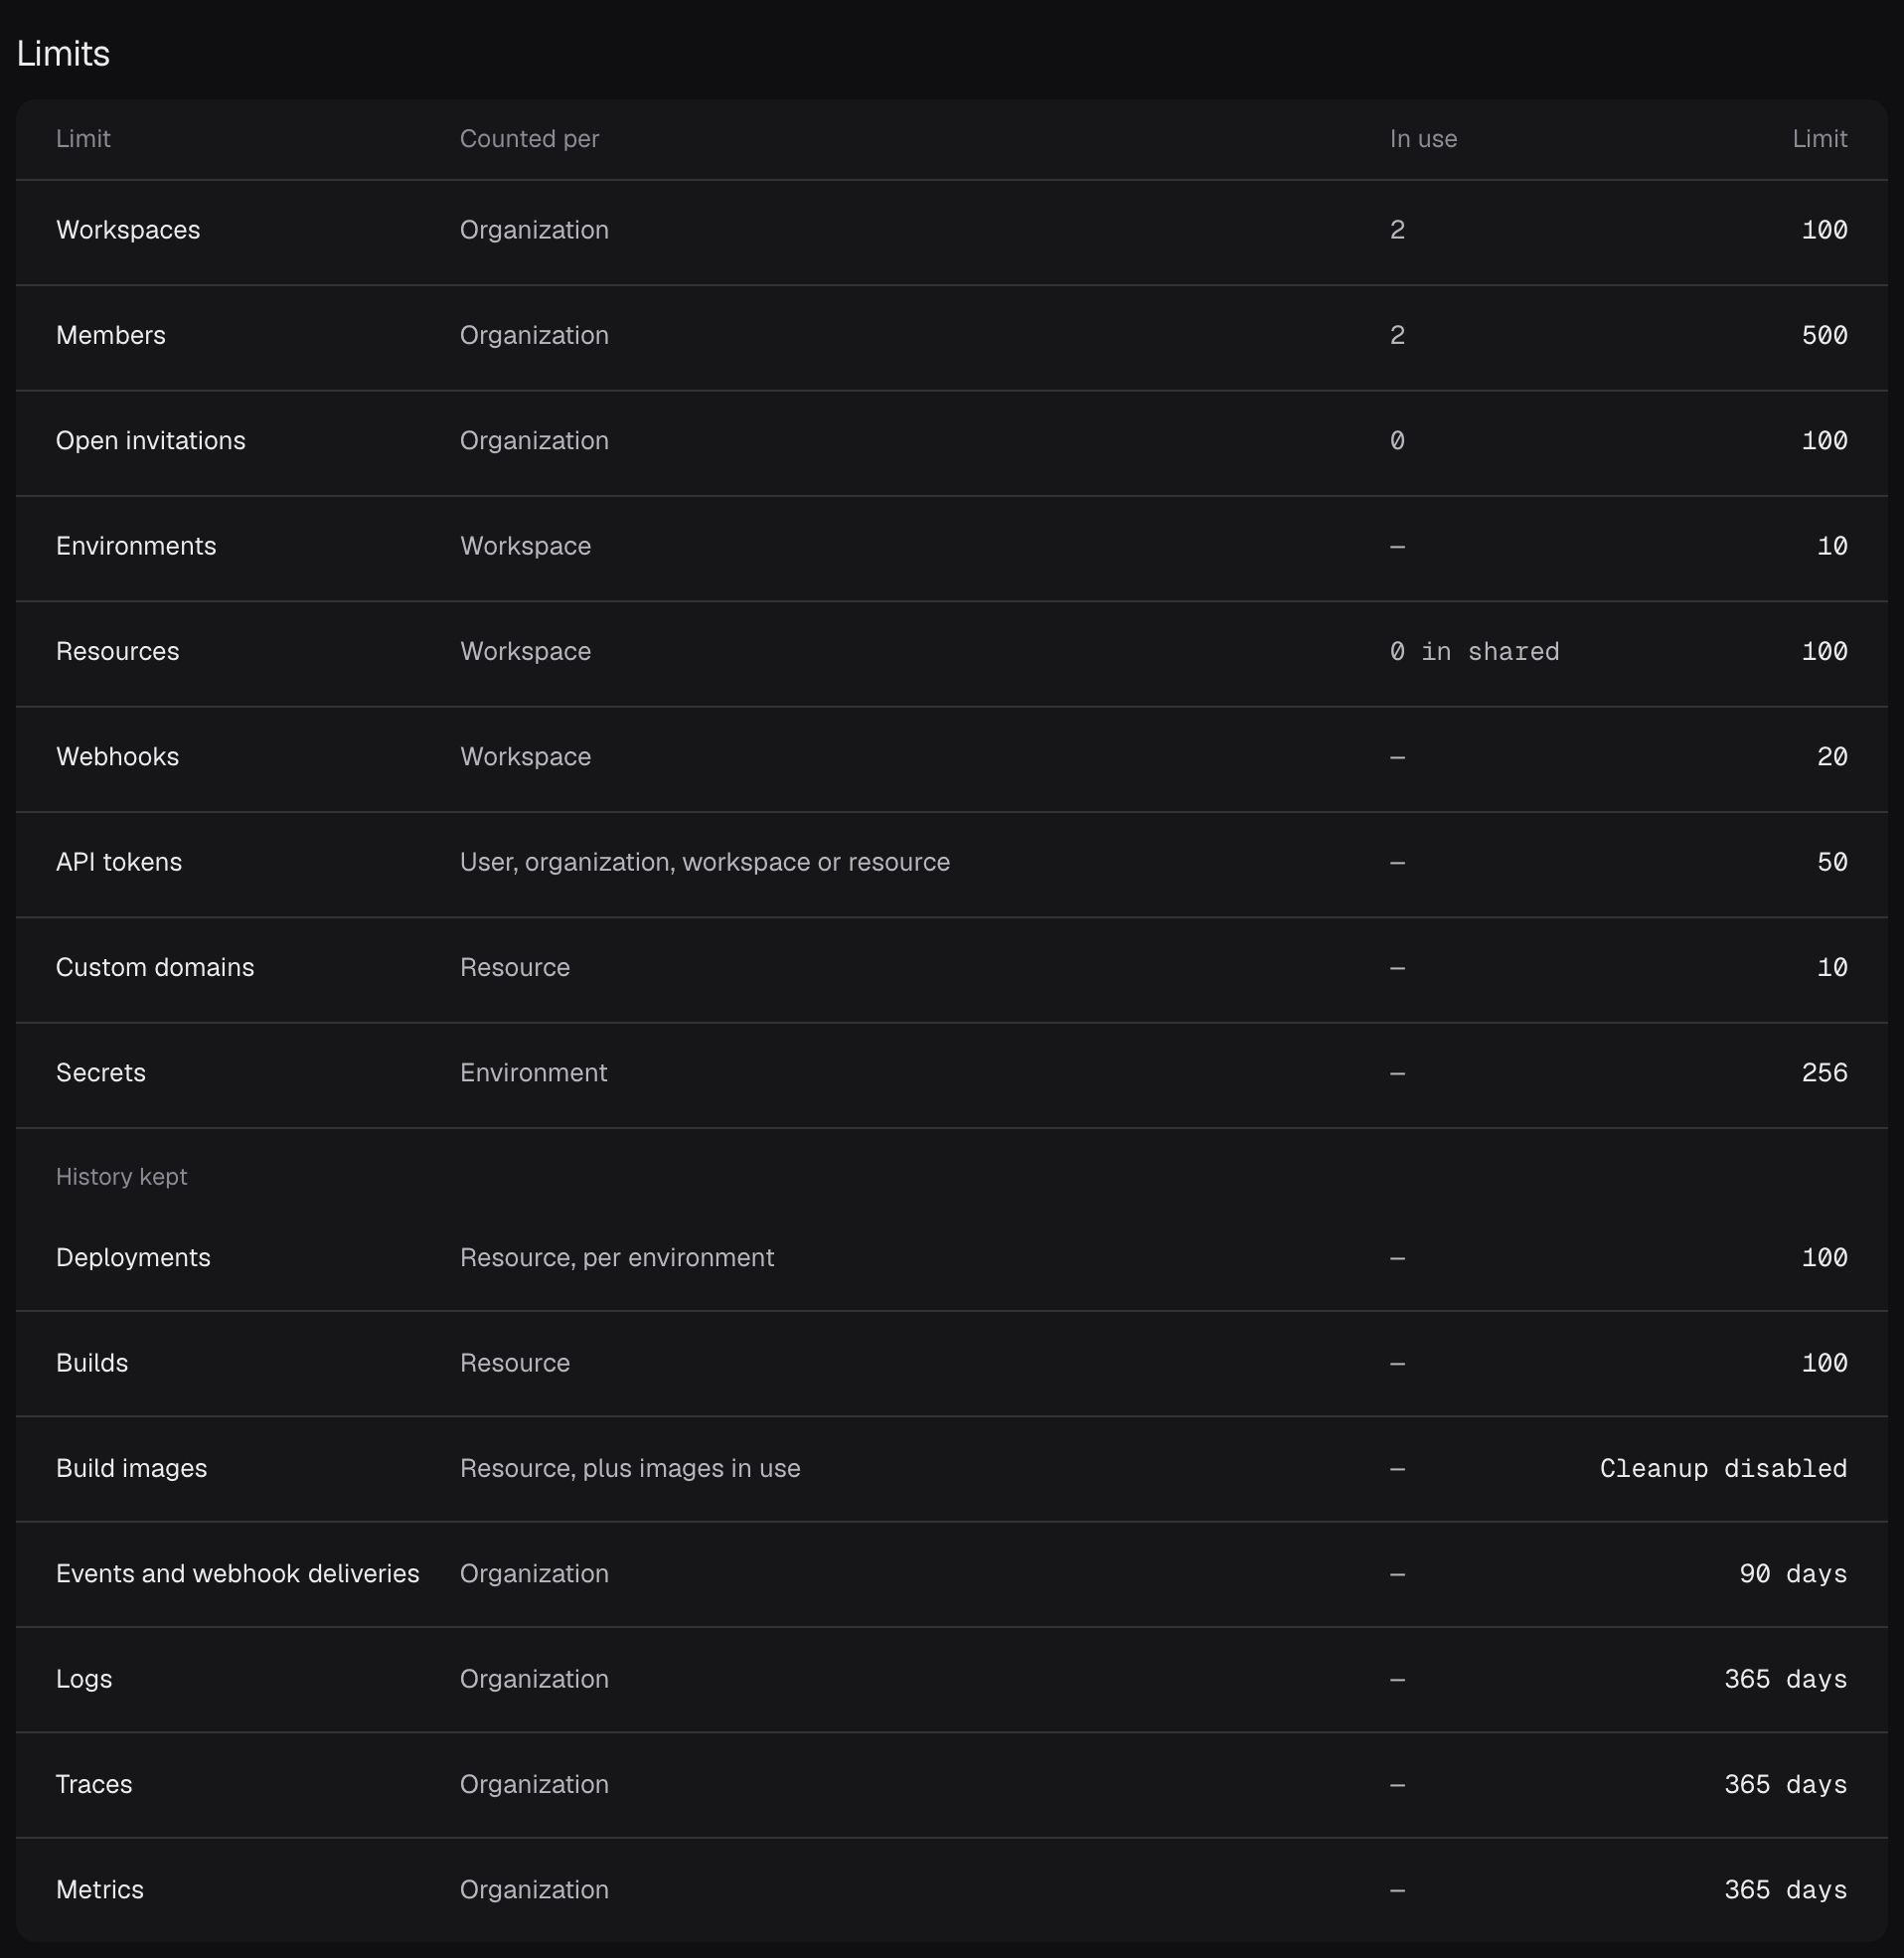 Limits
Limit Counted per In use Limit
Workspaces Organization 2 100
Members Organization 2 500
Open invitations Organization 0 100
Environments Workspace – 10
Resources Workspace 0 in shared 100
Webhooks Workspace – 20
API tokens User, organization, workspace or resource – 50
Custom domains Resource – 10
Secrets Environment – 256
History kept
Deployments Resource, per environment – 100
Builds Resource – 100
Build images Resource, plus images in use – Cleanup disabled
Events and webhook deliveries Organization – 90 days
Logs Organization – 365 days
Traces Organization – 365 days
Metrics Organization – 365 days